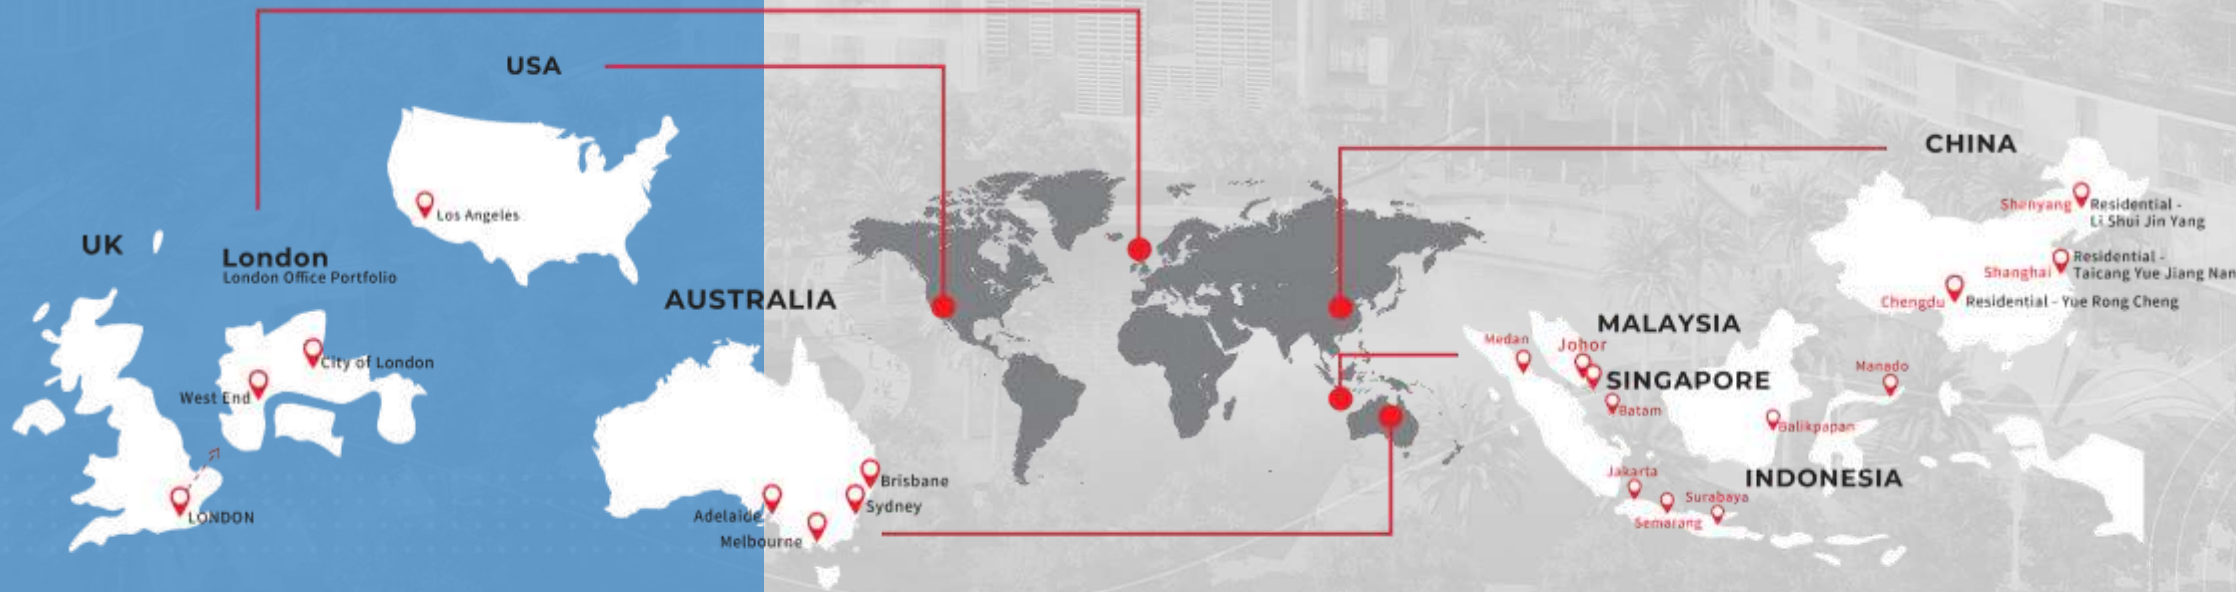 USA
Los Angeles
UK
London
London Office Portfolio
City of London
West End
LONDON
AUSTRALIA
Brisbane
Sydney
Adelaide
Melbourne
CHINA
Shenyang
Residential -
Li Shui Jin Yang
Shanghai
Residential -
Taicang Yue Jiang Nan
Chengdu
Residential - Yue Rong Cheng
MALAYSIA
Medan
Johor
SINGAPORE
Manado
Batam
Balikpapan
INDONESIA
Jakarta
Surabaya
Semarang